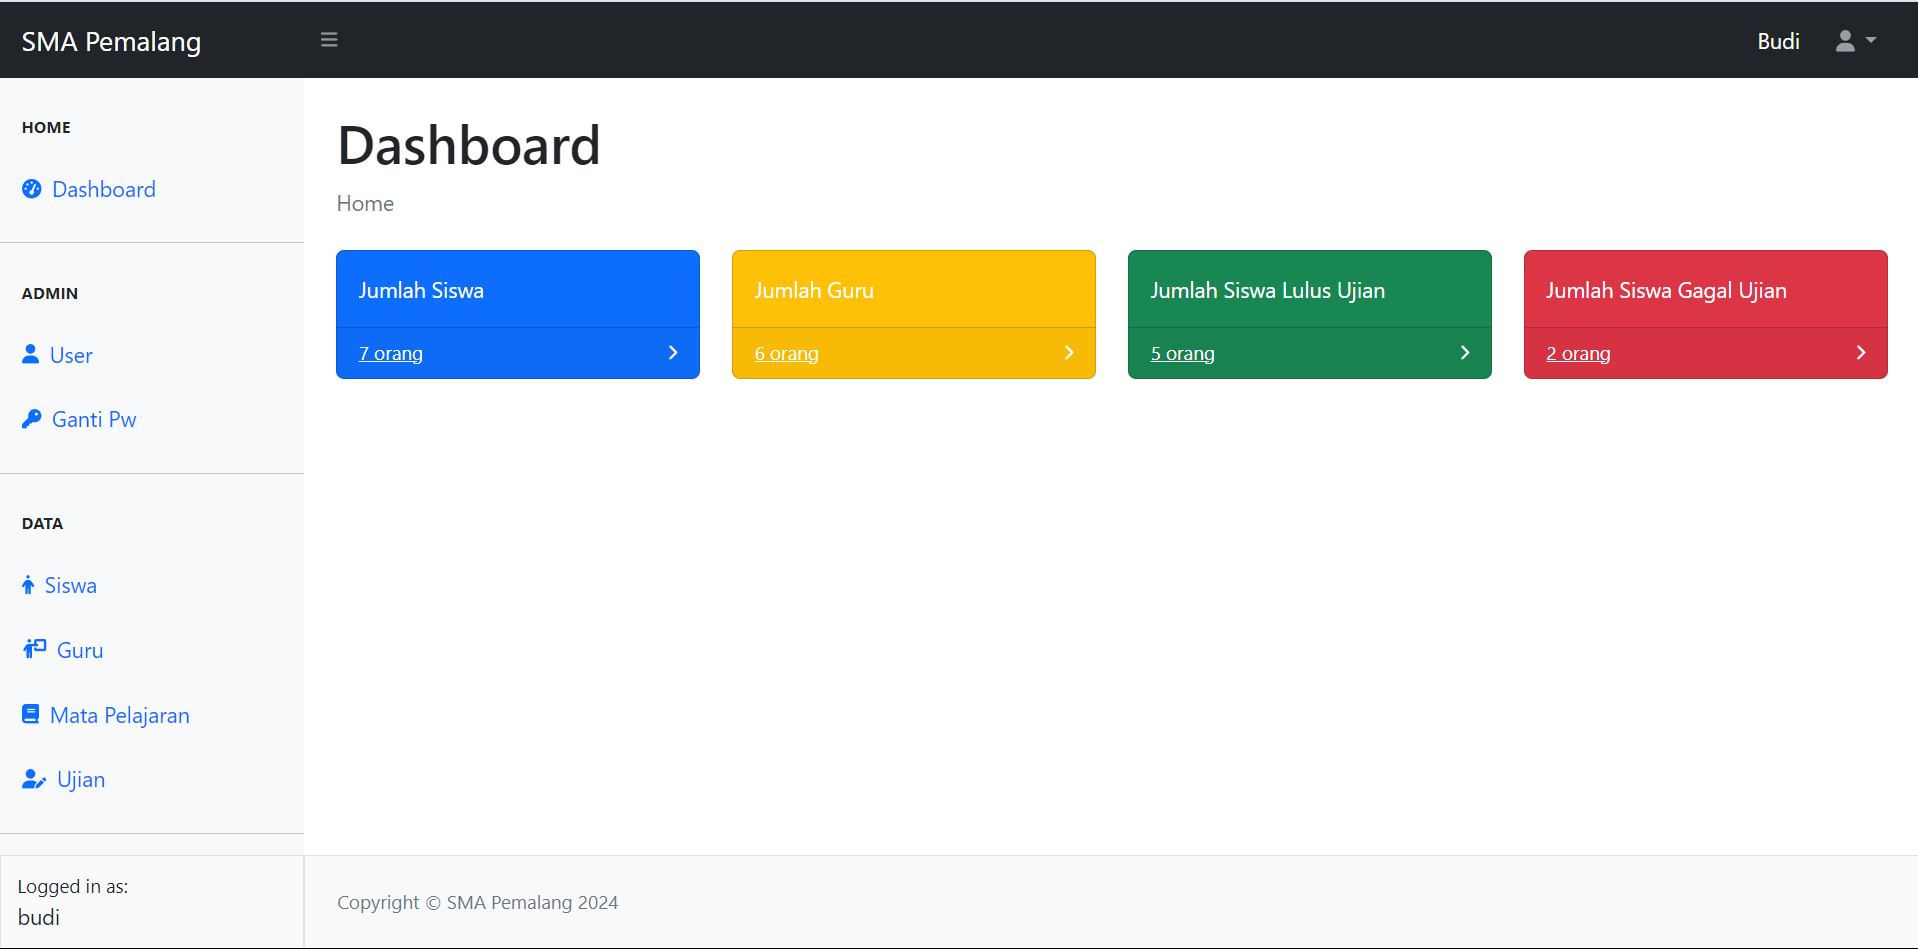 SMA Pemalang
Budi
HOME
Dashboard
ADMIN
User
Ganti Pw
DATA
Siswa
Guru
Mata Pelajaran
Ujian
Logged in as:
budi
Dashboard
Home
Jumlah Siswa
7 orang
Jumlah Guru
6 orang
Jumlah Siswa Lulus Ujian
5 orang
Jumlah Siswa Gagal Ujian
2 orang
Copyright © SMA Pemalang 2024